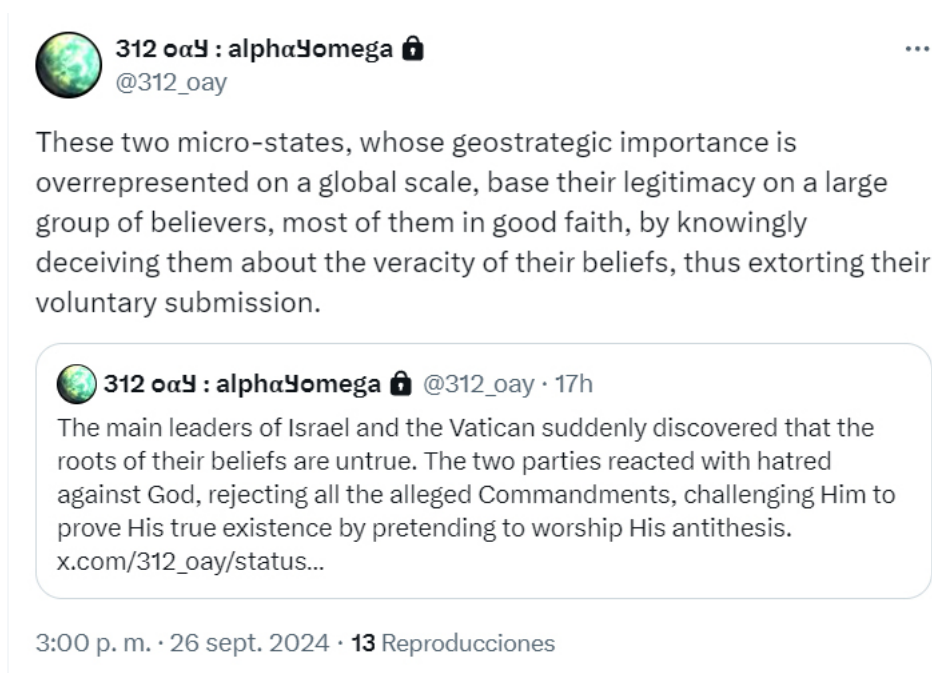 312 oαY : alphαYomega
@312_oay
These two micro-states, whose geostrategic importance is
overrepresented on a global scale, base their legitimacy on a large
group of believers, most of them in good faith, by knowingly
deceiving them about the veracity of their beliefs, thus extorting their
voluntary submission.
312 oαY : alphαYomega @312_oay · 17h
The main leaders of Israel and the Vatican suddenly discovered that the
roots of their beliefs are untrue. The two parties reacted with hatred
against God, rejecting all the alleged Commandments, challenging Him to
prove His true existence by pretending to worship His antithesis.
x.com/312_oay/status...
3:00 p. m. · 26 sept. 2024 · 13 Reproducciones